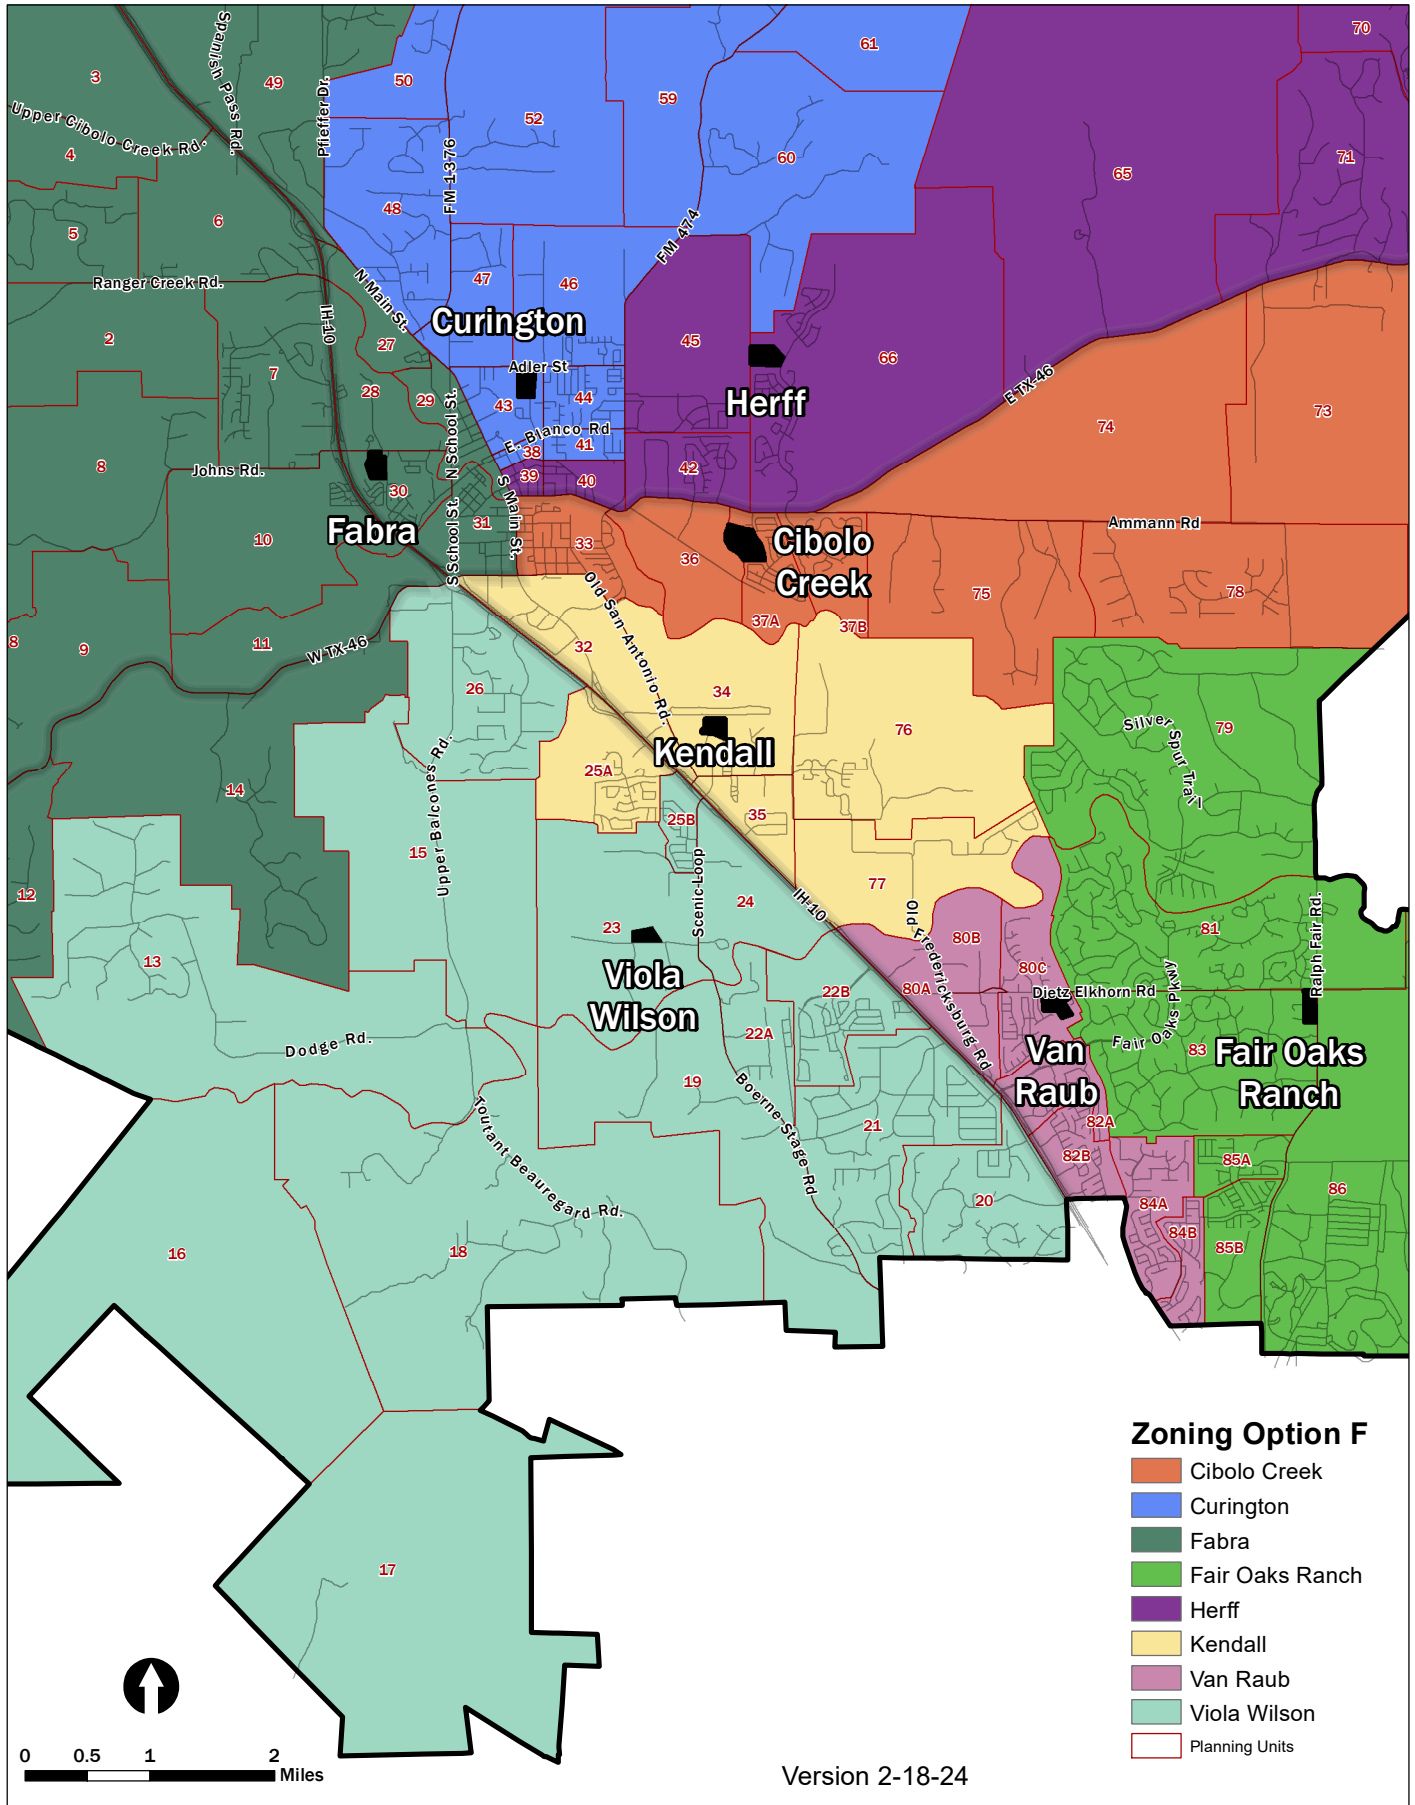 70
61
3
49
50
59
52
Spanish Pass Rd.
Pfieffer Dr.
Upper Cibolo Creek Rd.
4
FM 1376
60
71
65
48
6
5
FM 474
Ranger Creek Rd.
47
46
N Main St.
IH-10
Curington
2
27
45
66
Adler St
7
28
29
43
44
Herff
E TX-46
73
74
N School St.
E. Blanco Rd
38
41
8
Johns Rd.
42
39
40
30
S Main St.
Fabra
31
S School St.
Ammann Rd
10
33
36
Cibolo
Creek
Old San Antonio Rd.
75
78
37A
37B
8
9
11
W TX-46
32
26
34
Silver Spur Trail
79
76
Upper Balcones Rd.
Kendall
25A
14
35
25B
15
Scenic Loop
77
12
24
IH-10
Old Fredericksburg Rd
Ralph Fair Rd.
23
81
80B
13
Viola
Wilson
80C
22B
80A
Dietz Elkhorn Rd
Fair Oaks Pkwy
22A
Dodge Rd.
Van
Raub
83
Fair Oaks
Ranch
19
Boerne Stage Rd
Toutant Beauregard Rd.
21
82A
82B
85A
20
84A
86
84B
85B
16
18
17
Zoning Option F
Cibolo Creek
Curington
Fabra
Fair Oaks Ranch
Herff
Kendall
Van Raub
Viola Wilson
Planning Units
0 0.5 1 2
Miles
Version 2-18-24